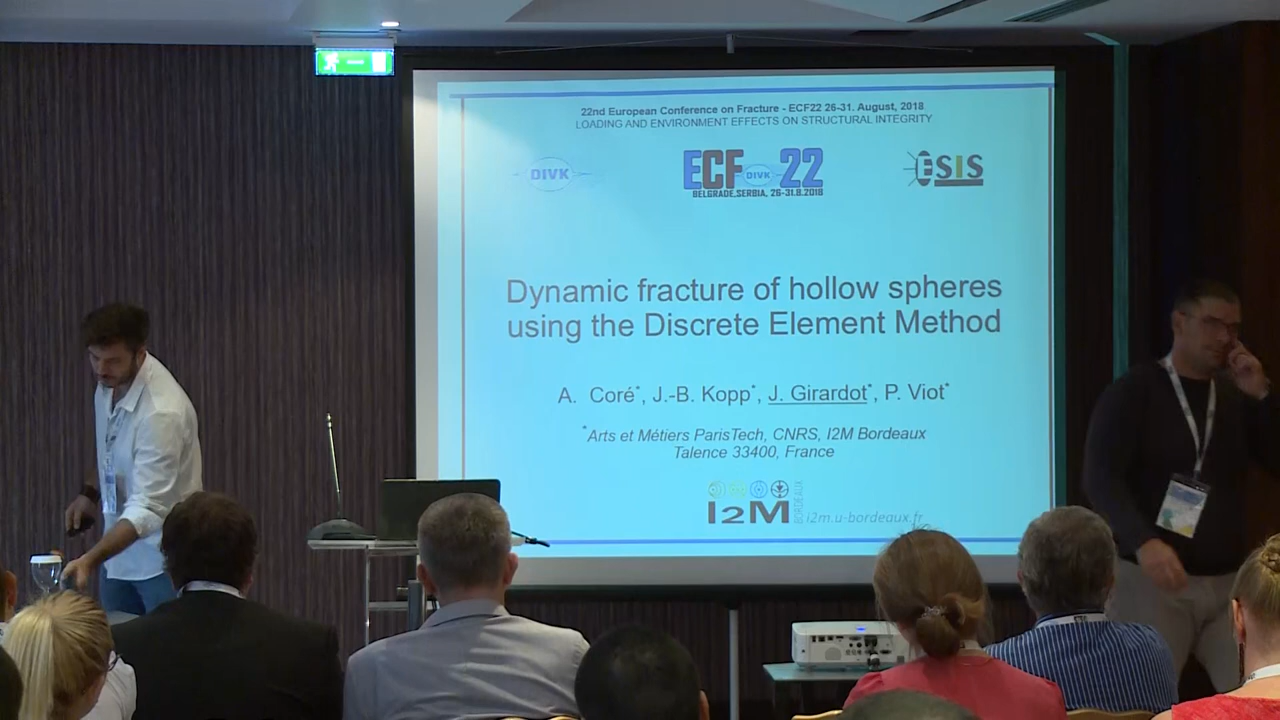 22nd European Conference on Fracture - ECF22 26-31. August, 2018
LOADING AND ENVIRONMENT EFFECTS ON STRUCTURAL INTEGRITY
DIVK
ECF DIVK 22
BELGRADE,SERBIA, 26-31.8.2018
ESIS
Dynamic fracture of hollow spheres
using the Discrete Element Method
A. Coré*, J.-B. Kopp*, J. Girardot*, P. Viot*
*Arts et Métiers ParisTech, CNRS, I2M Bordeaux
Talence 33400, France
I2M BORDEAUX
i2m.u-bordeaux.fr